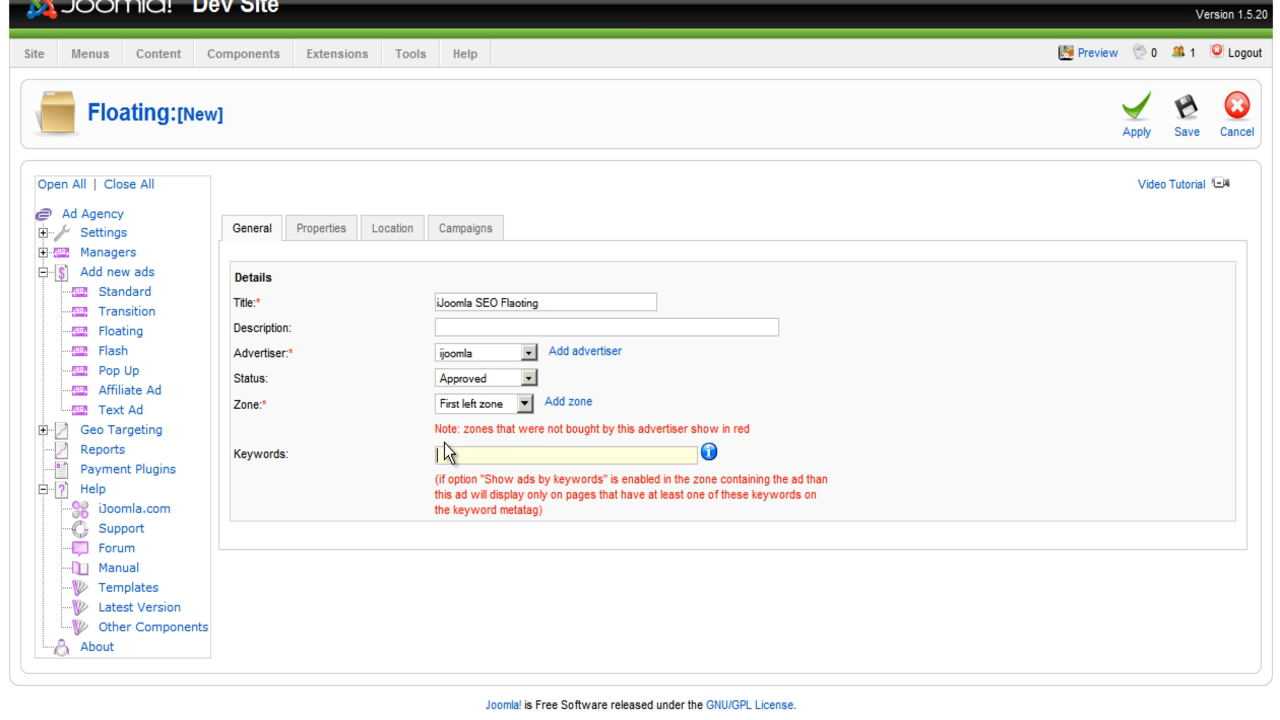 Joomla! Dev Site
Version 1.5.20
Site Menus Content Components Extensions Tools Help Preview 0 1 Logout
Floating:[New]
Apply Save Cancel
Open All | Close All
Video Tutorial
Ad Agency
Settings
Managers
Add new ads
Standard
Transition
Floating
Flash
Pop Up
Affiliate Ad
Text Ad
Geo Targeting
Reports
Payment Plugins
Help
iJoomla.com
Support
Forum
Manual
Templates
Latest Version
Other Components
About
General Properties Location Campaigns
Details
Title:* iJoomla SEO Flaoting
Description:
Advertiser:* ijoomla Add advertiser
Status: Approved
Zone:* First left zone Add zone
Note: zones that were not bought by this advertiser show in red
Keywords:
(if option "Show ads by keywords" is enabled in the zone containing the ad than
this ad will display only on pages that have at least one of these keywords on
the keyword metatag)
Joomla! is Free Software released under the GNU/GPL License.